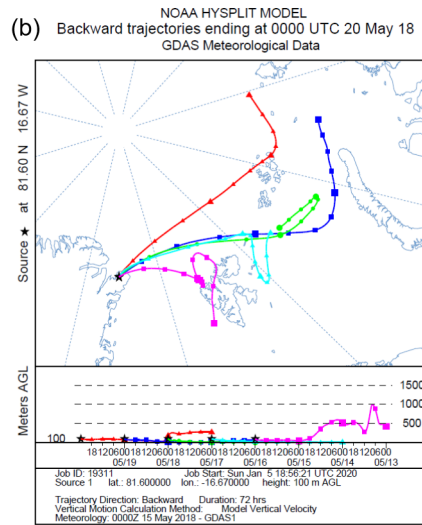 (b)
NOAA HYSPLIT MODEL
Backward trajectories ending at 0000 UTC 20 May 18
GDAS Meteorological Data
Source ★ at 81.60 N 16.67 W
Meters AGL
1500
1000
500
100
1812060018120600181206001812060018120600181206001812 0600
05/19 05/18 05/17 05/16 05/15 05/14 05/13
Job ID: 19311 Job Start: Sun Jan 5 18:56:21 UTC 2020
Source 1 lat.: 81.600000 lon.: -16.670000 height: 100 m AGL
Trajectory Direction: Backward Duration: 72 hrs
Vertical Motion Calculation Method: Model Vertical Velocity
Meteorology: 0000Z 15 May 2018 - GDAS1